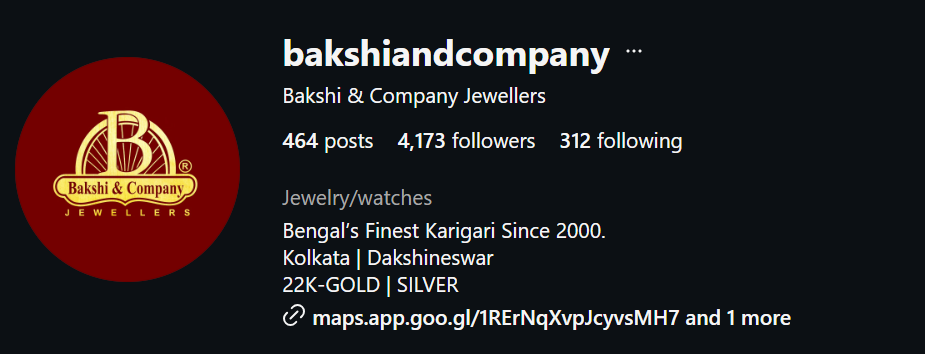 bakshiandcompany ...
Bakshi & Company Jewellers
464 posts 4,173 followers 312 following
B
®
Bakshi & Company
JEWELLERS
Jewelry/watches
Bengal’s Finest Karigari Since 2000.
Kolkata | Dakshineswar
22K-GOLD | SILVER
maps.app.goo.gl/1RErNqXvpJcyvsMH7 and 1 more